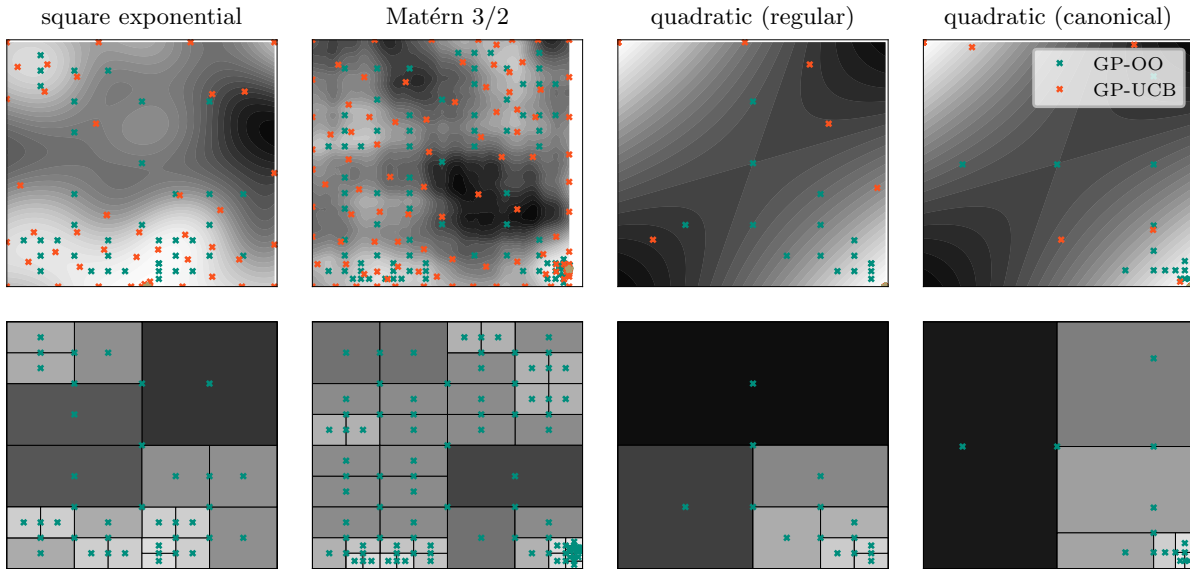 square exponential
Matérn 3/2
quadratic (regular)
quadratic (canonical)
GP-OO
GP-UCB